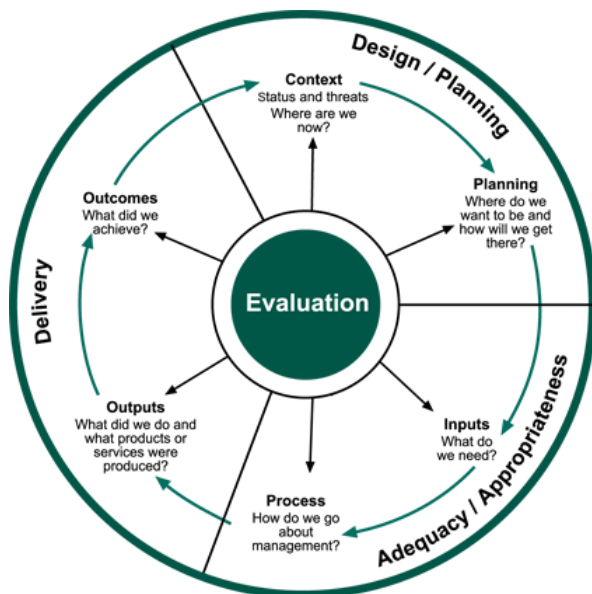 Design / Planning
Context
Status and threats
Where are we
now?
Planning
Where do we
want to be and
how will we get
there?
Evaluation
Adequacy / Appropriateness
Inputs
What do
we need?
Process
How do we go
about
management?
Delivery
Outputs
What did we do and
what products or
services were
produced?
Outcomes
What did we
achieve?